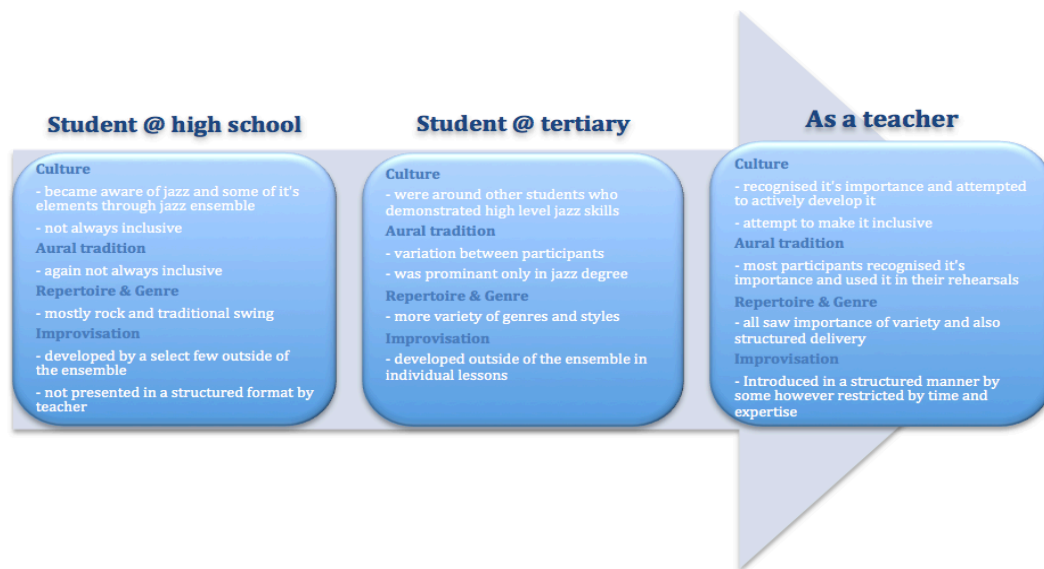 Student @ high school
Culture
- became aware of jazz and some of it's
elements through jazz ensemble
- not always inclusive
Aural tradition
- again not always inclusive
Repertoire & Genre
- mostly rock and traditional swing
Improvisation
- developed by a select few outside of
the ensemble
- not presented in a structured format by
teacher
Student @ tertiary
Culture
- were around other students who
demonstrated high level jazz skills
Aural tradition
- variation between participants
- was prominant only in jazz degree
Repertoire & Genre
- more variety of genres and styles
Improvisation
- developed outside of the ensemble in
individual lessons
As a teacher
Culture
- recognised it's importance and attempted
to actively develop it
- attempt to make it inclusive
Aural tradition
- most participants recognised it's
importance and used it in their rehearsals
Repertoire & Genre
- all saw importance of variety and also
structured delivery
Improvisation
- Introduced in a structured manner by
some however restricted by time and
expertise